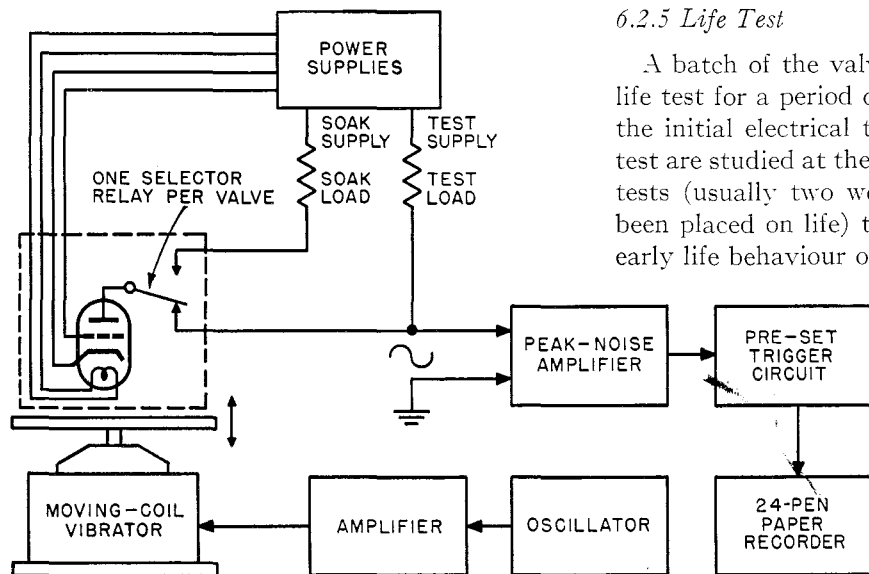 POWER
SUPPLIES
SOAK
SUPPLY
TEST
SUPPLY
SOAK
LOAD
TEST
LOAD
ONE SELECTOR
RELAY PER VALVE
6.2.5 Life Test
A batch of the val
life test for a period
the initial electrical t
test are studied at the
tests (usually two w
been placed on life) t
early life behaviour o
PEAK-NOISE
AMPLIFIER
PRE-SET
TRIGGER
CIRCUIT
MOVING-COIL
VIBRATOR
AMPLIFIER
OSCILLATOR
24-PEN
PAPER
RECORDER